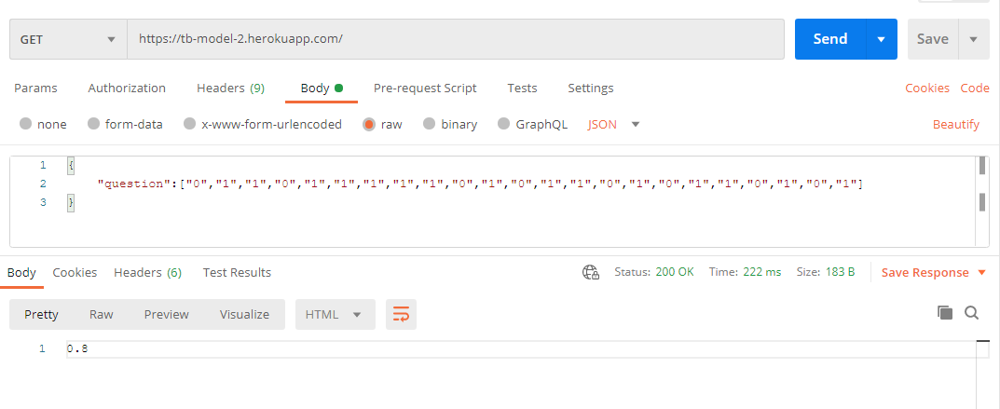 GET https://tb-model-2.herokuapp.com/ Send Save
Params Authorization Headers (9) Body Pre-request Script Tests Settings Cookies Code
none form-data x-www-form-urlencoded raw binary GraphQL JSON Beautify
1 {
2 "question":["0","1","1","0","1","1","1","1","1","0","1","0","1","1","0","1","0","1","1","0","1","0","1"]
3 }
Body Cookies Headers (6) Test Results Status: 200 OK Time: 222 ms Size: 183 B Save Response
Pretty Raw Preview Visualize HTML
1 0.8